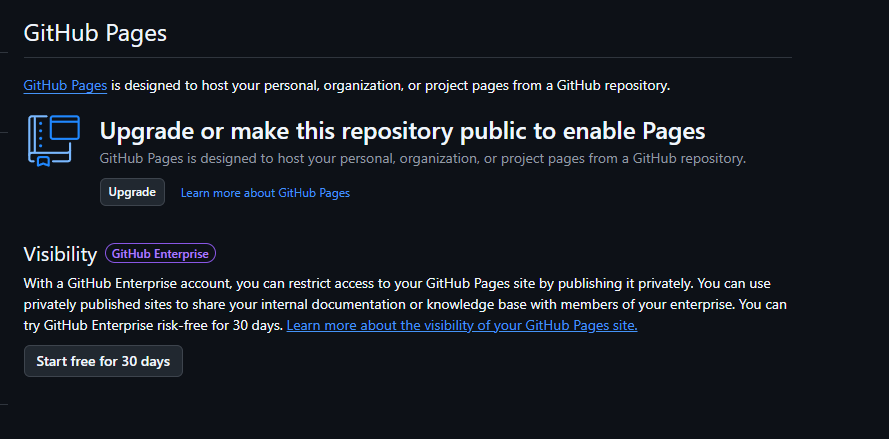 GitHub Pages
GitHub Pages is designed to host your personal, organization, or project pages from a GitHub repository.
Upgrade or make this repository public to enable Pages
GitHub Pages is designed to host your personal, organization, or project pages from a GitHub repository.
Upgrade
Learn more about GitHub Pages
Visibility GitHub Enterprise
With a GitHub Enterprise account, you can restrict access to your GitHub Pages site by publishing it privately. You can use
privately published sites to share your internal documentation or knowledge base with members of your enterprise. You can
try GitHub Enterprise risk-free for 30 days. Learn more about the visibility of your GitHub Pages site.
Start free for 30 days